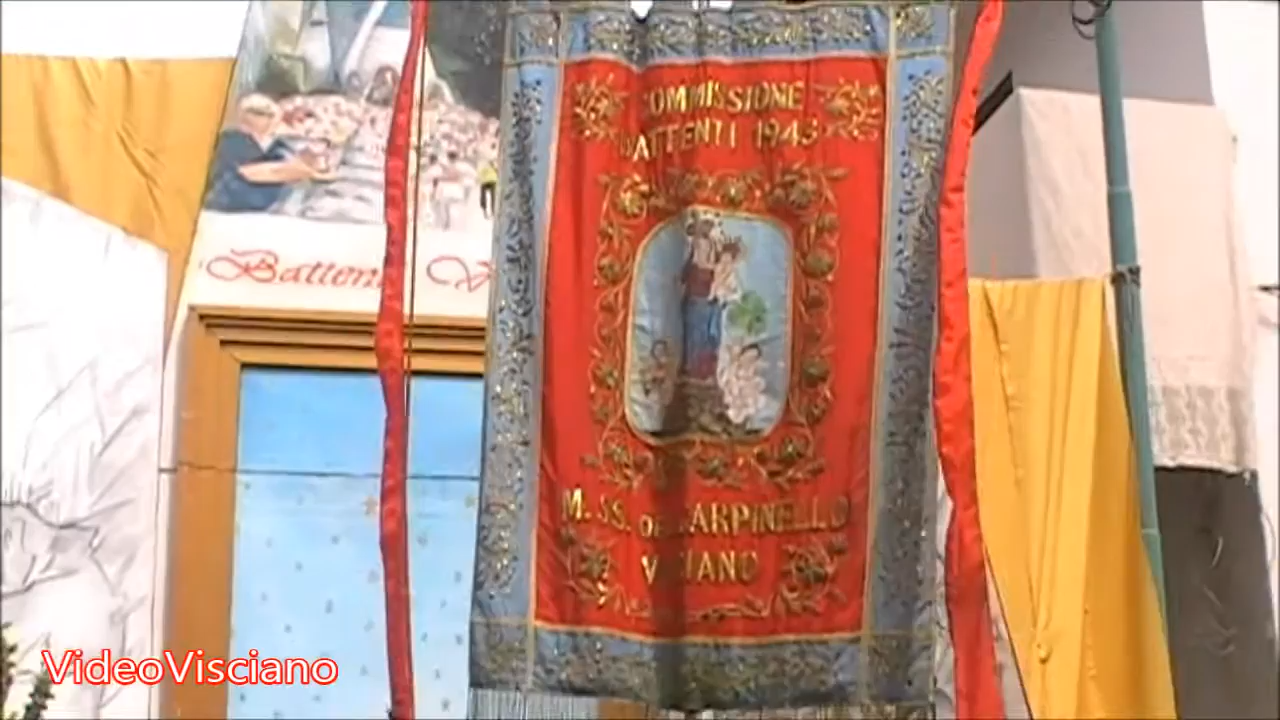 COMMISSIONE
BATTENTI 1943
Battenti V
M. SS. DEL CARPINELLO
VISCIANO
VideoVisciano